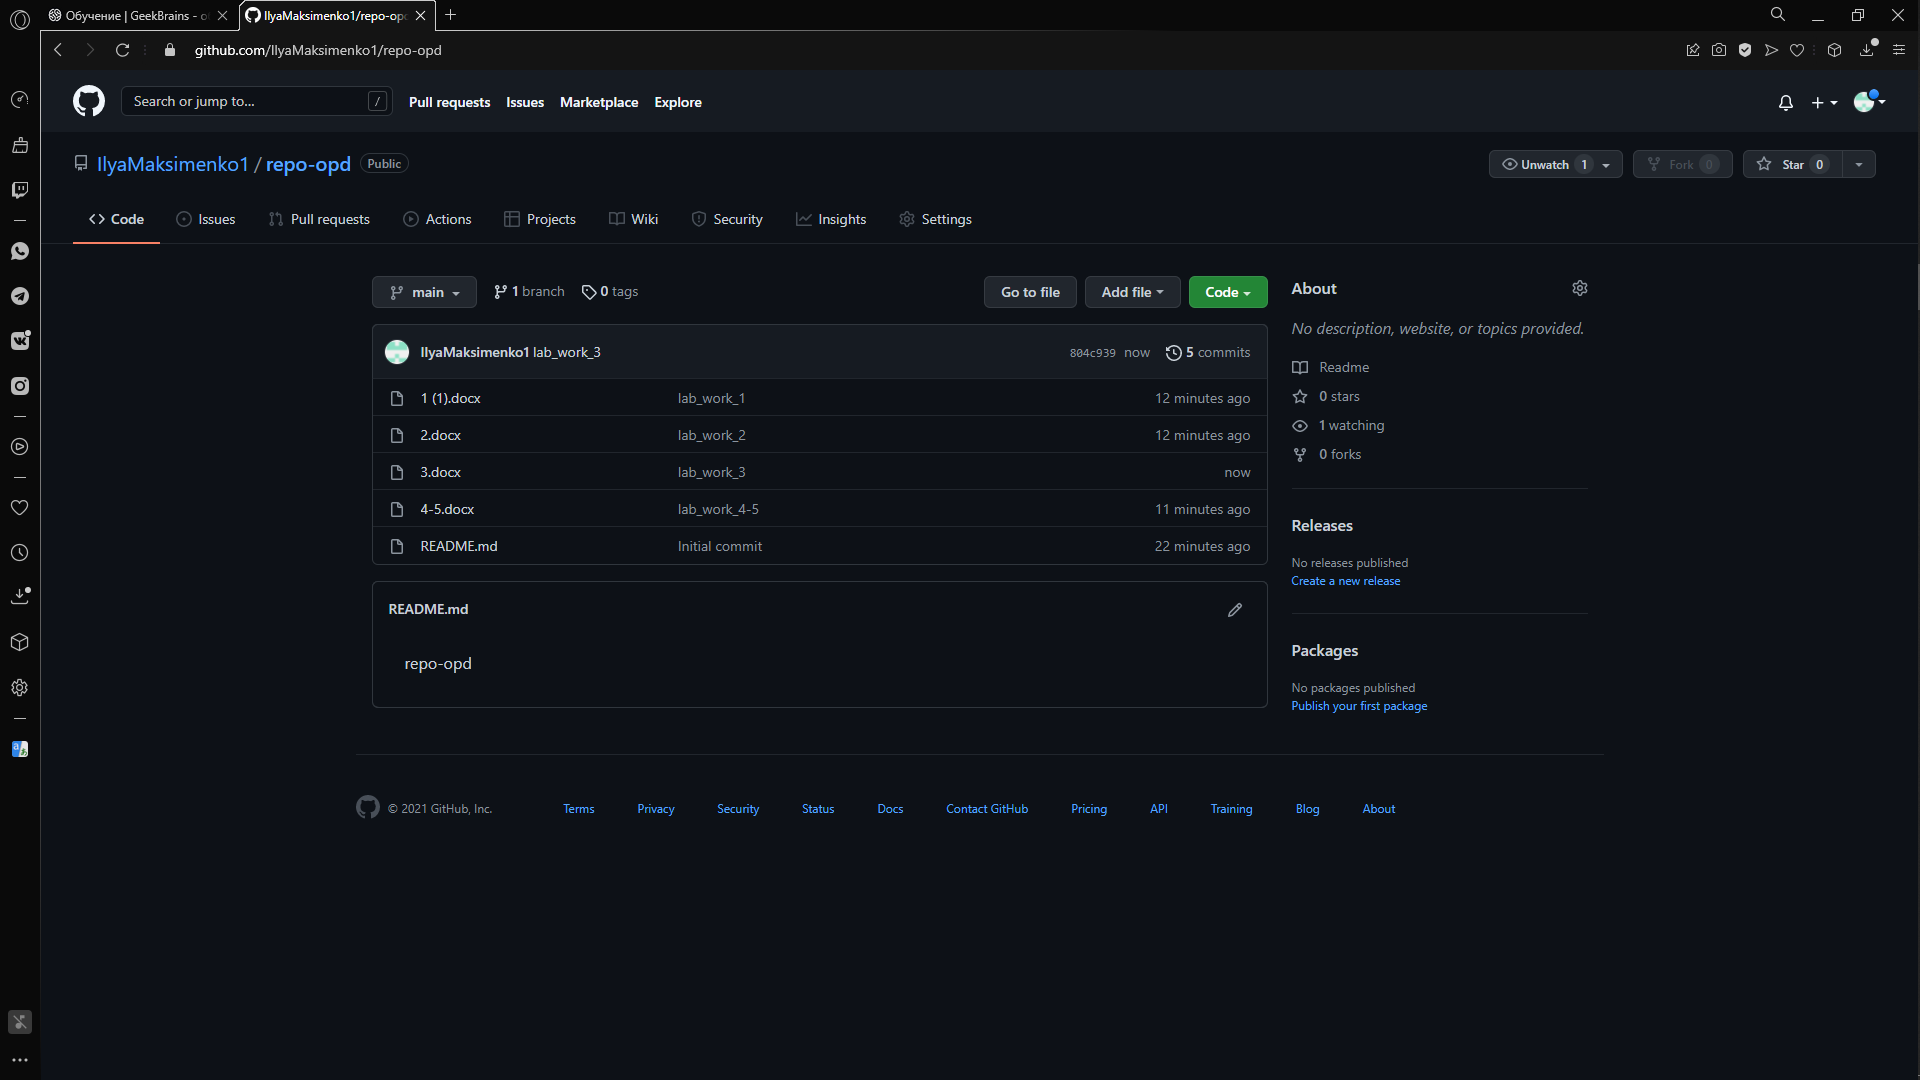 Обучение | GeekBrains - о
IlyaMaksimenko1/repo-op
github.com/IlyaMaksimenko1/repo-opd
Search or jump to... /
Pull requests Issues Marketplace Explore
IlyaMaksimenko1 / repo-opd Public
Unwatch 1 Fork 0 Star 0
Code Issues Pull requests Actions Projects Wiki Security Insights Settings
main 1 branch 0 tags Go to file Add file Code
IlyaMaksimenko1 lab_work_3 804c939 now 5 commits
1 (1).docx lab_work_1 12 minutes ago
2.docx lab_work_2 12 minutes ago
3.docx lab_work_3 now
4-5.docx lab_work_4-5 11 minutes ago
README.md Initial commit 22 minutes ago
README.md
repo-opd
About
No description, website, or topics provided.
Readme
0 stars
1 watching
0 forks
Releases
No releases published
Create a new release
Packages
No packages published
Publish your first package
© 2021 GitHub, Inc. Terms Privacy Security Status Docs Contact GitHub Pricing API Training Blog About